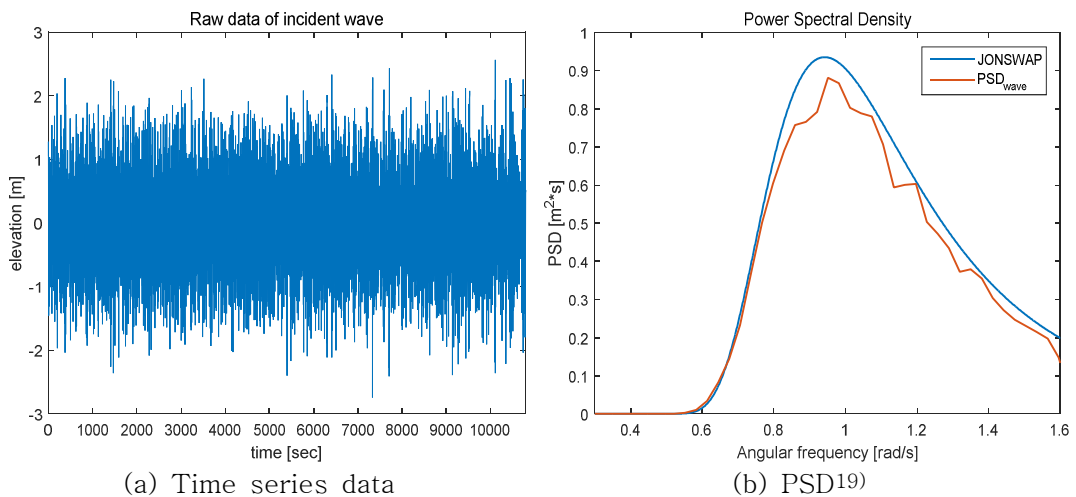 Raw data of incident wave
3
2
1
0
-1
-2
-3
elevation [m]
0 1000 2000 3000 4000 5000 6000 7000 8000 9000 10000
time [sec]
(a) Time series data
Power Spectral Density
1
0.9
0.8
0.7
0.6
0.5
0.4
0.3
0.2
0.1
0
PSD [m²*s]
JONSWAP
PSDwave
0.4 0.6 0.8 1 1.2 1.4 1.6
Angular frequency [rad/s]
(b) PSD¹⁹⁾